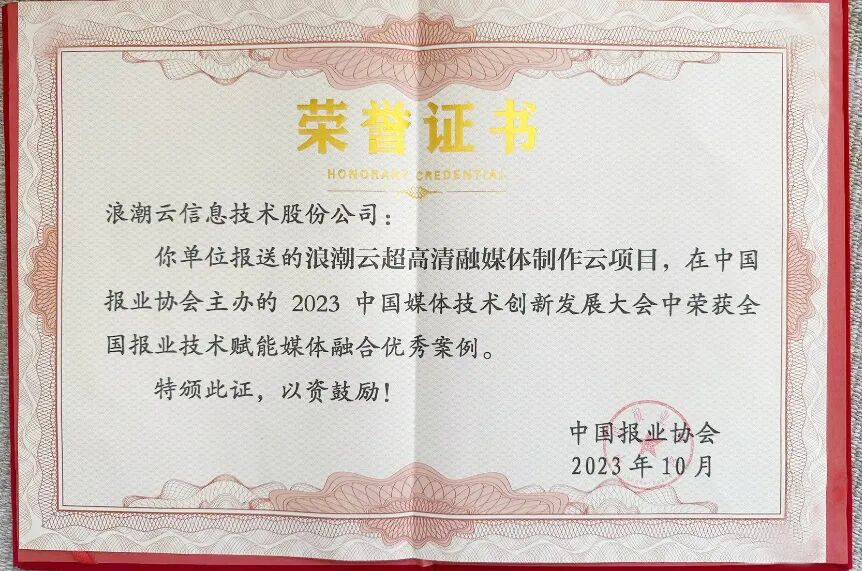 荣誉证书
HONORARY CREDENTIAL
浪潮云信息技术股份公司：
你单位报送的浪潮云超高清融媒体制作云项目，在中国
报业协会主办的 2023 中国媒体技术创新发展大会中荣获全
国报业技术赋能媒体融合优秀案例。
特颁此证，以资鼓励！
中国报业协会
2023 年 10 月